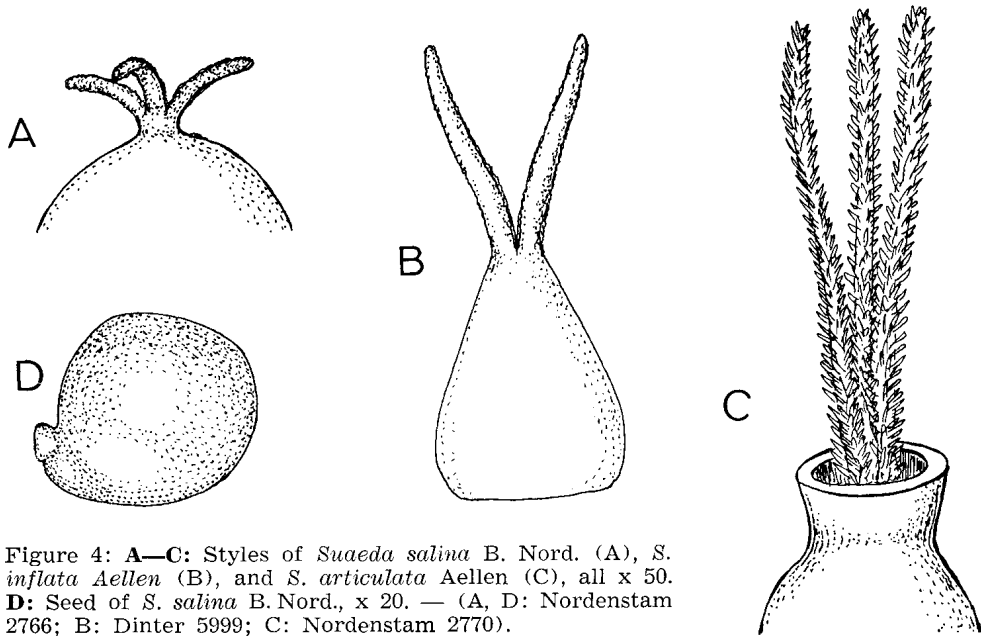 A
B
C
D
Figure 4: A—C: Styles of Suaeda salina B. Nord. (A), S.
inflata Aellen (B), and S. articulata Aellen (C), all x 50.
D: Seed of S. salina B. Nord., x 20. — (A, D: Nordenstam
2766; B: Dinter 5999; C: Nordenstam 2770).